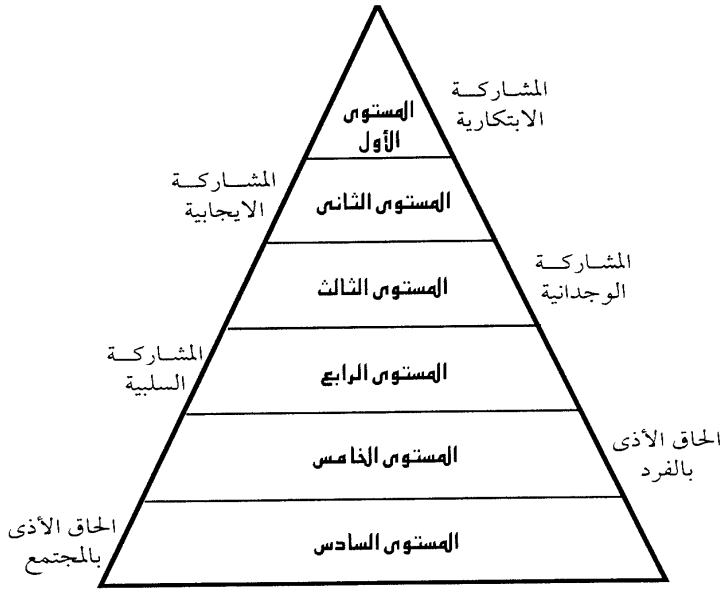 المشاركة
الابتكارية
المستوى
الأول
المشاركة
الايجابية
المستوى الثانى
المشاركة
الوجدانية
المستوى الثالث
المشاركة
السلبية
المستوى الرابع
الحاق الأذى
بالفرد
المستوى الخامس
الحاق الأذى
بالمجتمع
المستوى السادس